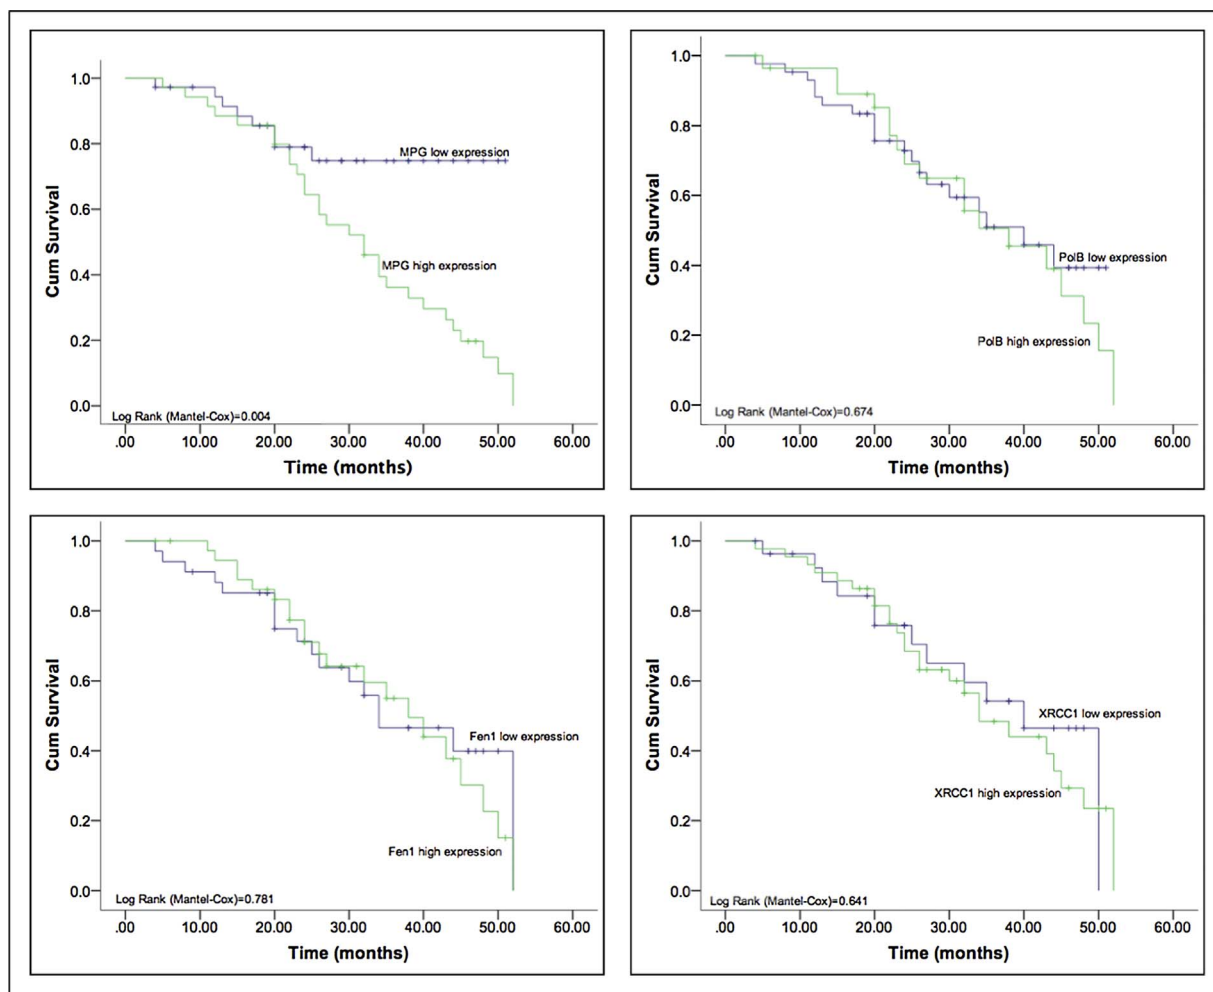 1.0
0.8
0.6
0.4
0.2
0.0
Cum Survival
MPG low expression
MPG high expression
Log Rank (Mantel-Cox)=0.004
.00 10.00 20.00 30.00 40.00 50.00 60.00
Time (months)
1.0
0.8
0.6
0.4
0.2
0.0
Cum Survival
PolB low expression
PolB high expression
Log Rank (Mantel-Cox)=0.674
.00 10.00 20.00 30.00 40.00 50.00 60.00
Time (months)
1.0
0.8
0.6
0.4
0.2
0.0
Cum Survival
Fen1 low expression
Fen1 high expression
Log Rank (Mantel-Cox)=0.781
.00 10.00 20.00 30.00 40.00 50.00 60.00
Time (months)
1.0
0.8
0.6
0.4
0.2
0.0
Cum Survival
XRCC1 low expression
XRCC1 high expression
Log Rank (Mantel-Cox)=0.641
.00 10.00 20.00 30.00 40.00 50.00 60.00
Time (months)